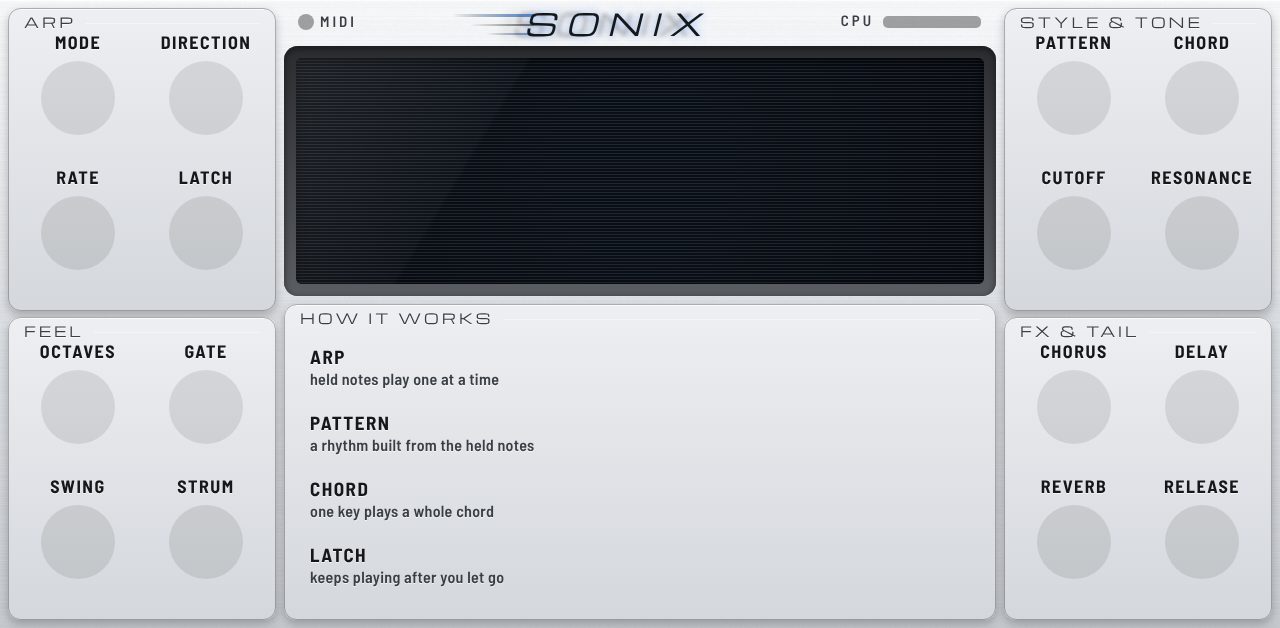 ARP
MODE
DIRECTION
RATE
LATCH
MIDI
SONIX
CPU
STYLE & TONE
PATTERN
CHORD
CUTOFF
RESONANCE
FEEL
OCTAVES
GATE
SWING
STRUM
HOW IT WORKS
ARP
held notes play one at a time
PATTERN
a rhythm built from the held notes
CHORD
one key plays a whole chord
LATCH
keeps playing after you let go
FX & TAIL
CHORUS
DELAY
REVERB
RELEASE